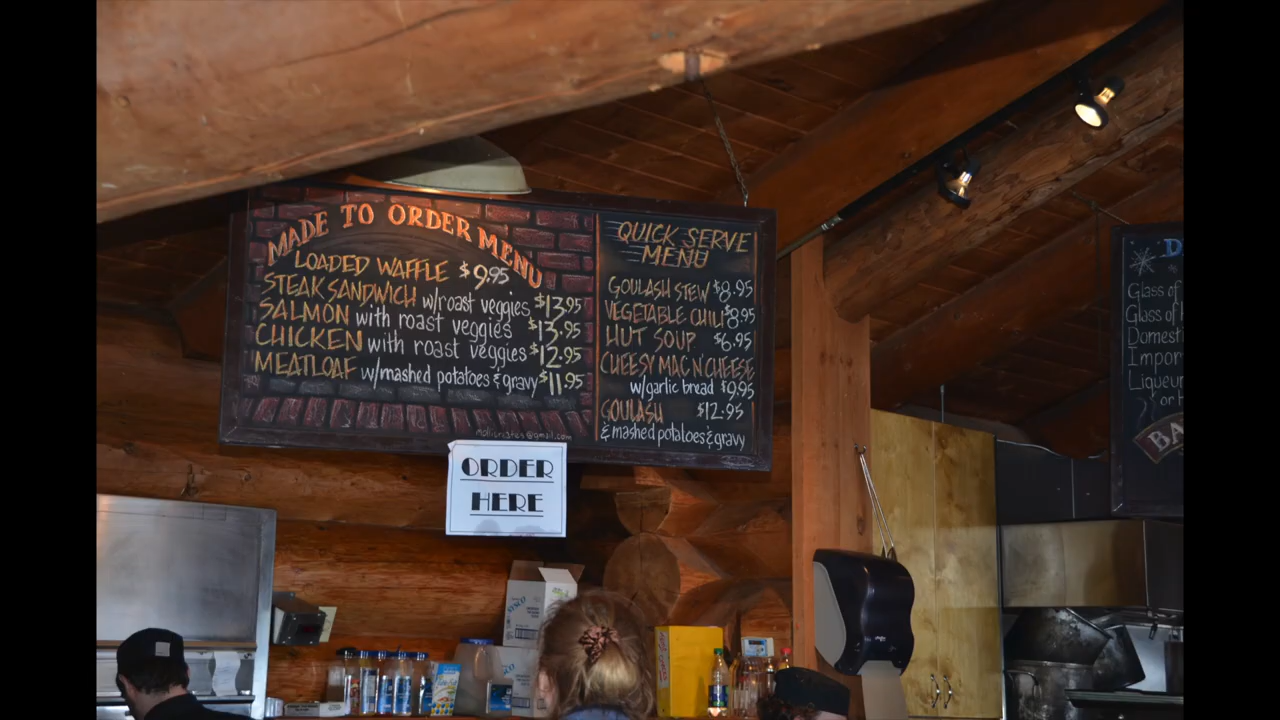 MADE TO ORDER MENU
LOADED WAFFLE $9.95
STEAK SANDWICH w/roast veggies $13.95
SALMON with roast veggies $13.95
CHICKEN with roast veggies $12.95
MEATLOAF w/mashed potatoes & gravy $11.95
QUICK SERVE
MENU
GOULASH STEW $8.95
VEGETABLE CHILI $8.95
HUT SOUP $6.95
CHEESY MAC N' CHEESE
w/garlic bread $9.95
GOULASH $12.95
& mashed potatoes & gravy
ORDER
HERE
D
Glass of
Glass of
Domest
Impor
Liqueu
or
BA